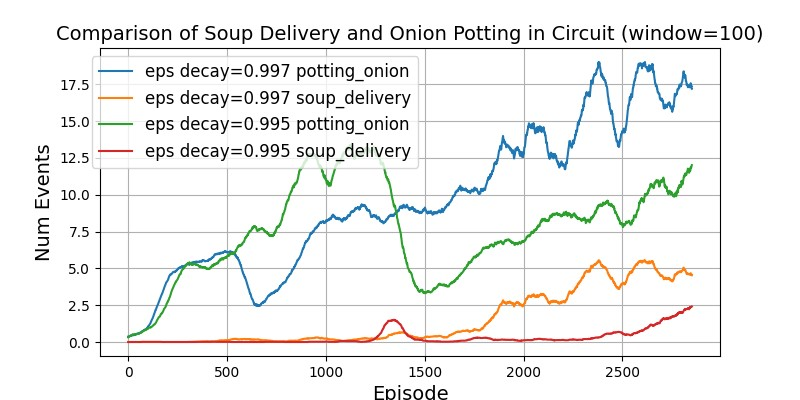 Comparison of Soup Delivery and Onion Potting in Circuit (window=100)
eps decay=0.997 potting_onion
eps decay=0.997 soup_delivery
eps decay=0.995 potting_onion
eps decay=0.995 soup_delivery
Num Events
17.5
15.0
12.5
10.0
7.5
5.0
2.5
0.0
0 500 1000 1500 2000 2500
Episode